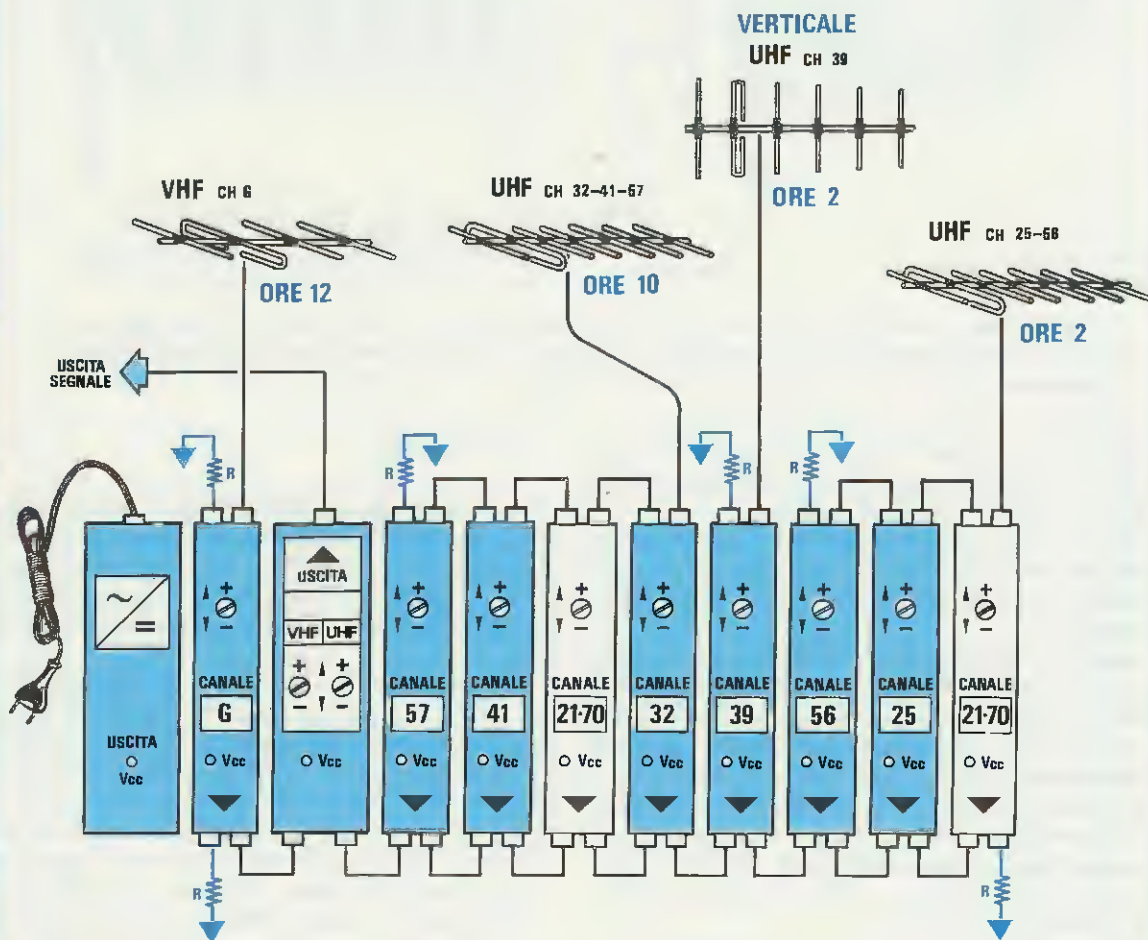 VERTICALE
UHF CH 39
ORE 2
VHF CH G
ORE 12
UHF CH 32-41-57
ORE 10
UHF CH 25-56
ORE 2
USCITA
SEGNALE
R
R
R
R
USCITA
Vcc
+
-
CANALE
G
Vcc
USCITA
VHF UHF
+ +
- -
Vcc
+
-
CANALE
57
Vcc
+
-
CANALE
41
Vcc
+
-
CANALE
21-70
Vcc
+
-
CANALE
32
Vcc
+
-
CANALE
39
Vcc
+
-
CANALE
56
Vcc
+
-
CANALE
25
Vcc
+
-
CANALE
21-70
Vcc
R
R